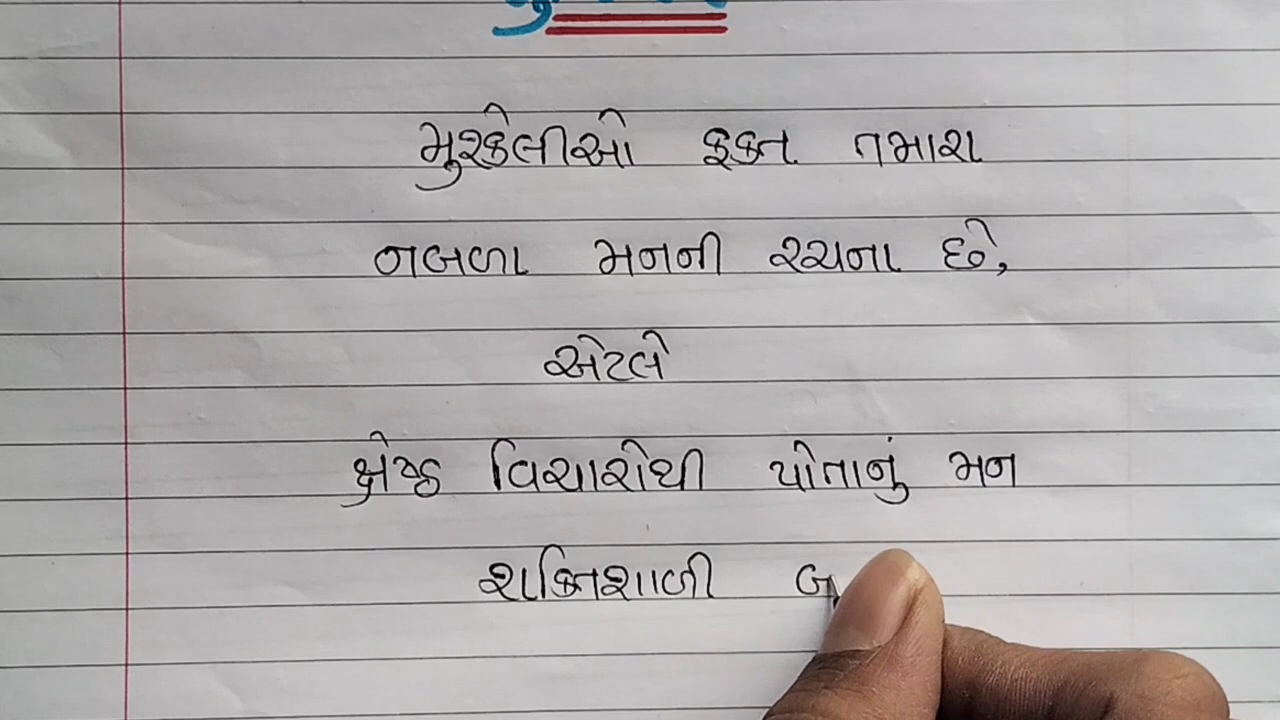 મુશ્કેલીઓ ફક્ત તમારા
નબળા મનની રચના છે,
એટલે
શ્રેષ્ઠ વિચારોથી પોતાનું મન
શક્તિશાળી બ